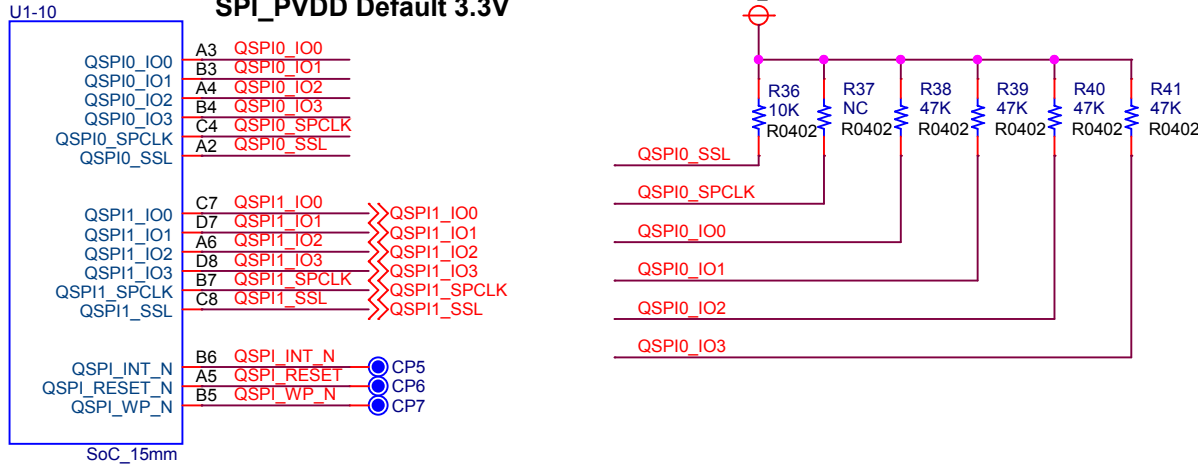 U1-10
SPI_PVDD Default 3.3V
QSPI0_IO0 A3 QSPI0_IO0
QSPI0_IO1 B3 QSPI0_IO1
QSPI0_IO2 A4 QSPI0_IO2
QSPI0_IO3 B4 QSPI0_IO3
QSPI0_SPCLK C4 QSPI0_SPCLK
QSPI0_SSL A2 QSPI0_SSL
QSPI1_IO0 C7 QSPI1_IO0 QSPI1_IO0
QSPI1_IO1 D7 QSPI1_IO1 QSPI1_IO1
QSPI1_IO2 A6 QSPI1_IO2 QSPI1_IO2
QSPI1_IO3 D8 QSPI1_IO3 QSPI1_IO3
QSPI1_SPCLK B7 QSPI1_SPCLK QSPI1_SPCLK
QSPI1_SSL C8 QSPI1_SSL QSPI1_SSL
QSPI_INT_N B6 QSPI_INT_N CP5
QSPI_RESET_N A5 QSPI_RESET CP6
QSPI_WP_N B5 QSPI_WP_N CP7
SoC_15mm
R36 R37 R38 R39 R40 R41
10K NC 47K 47K 47K 47K
R0402 R0402 R0402 R0402 R0402 R0402
QSPI0_SSL
QSPI0_SPCLK
QSPI0_IO0
QSPI0_IO1
QSPI0_IO2
QSPI0_IO3